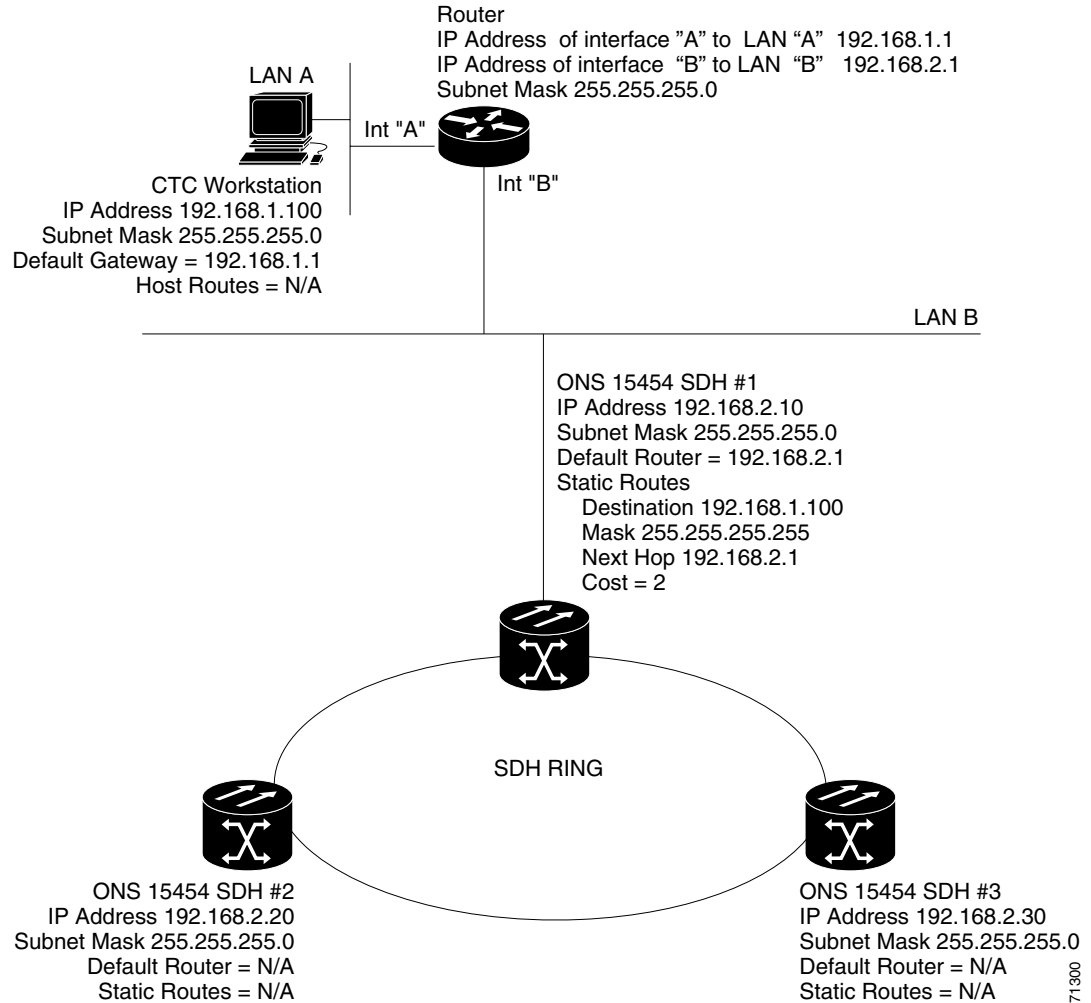 Router
IP Address of interface ”A” to LAN “A” 192.168.1.1
IP Address of interface “B” to LAN “B” 192.168.2.1
Subnet Mask 255.255.255.0
LAN A
Int "A"
Int "B"
CTC Workstation
IP Address 192.168.1.100
Subnet Mask 255.255.255.0
Default Gateway = 192.168.1.1
Host Routes = N/A
LAN B
ONS 15454 SDH #1
IP Address 192.168.2.10
Subnet Mask 255.255.255.0
Default Router = 192.168.2.1
Static Routes
Destination 192.168.1.100
Mask 255.255.255.255
Next Hop 192.168.2.1
Cost = 2
SDH RING
ONS 15454 SDH #2
IP Address 192.168.2.20
Subnet Mask 255.255.255.0
Default Router = N/A
Static Routes = N/A
ONS 15454 SDH #3
IP Address 192.168.2.30
Subnet Mask 255.255.255.0
Default Router = N/A
Static Routes = N/A
71300